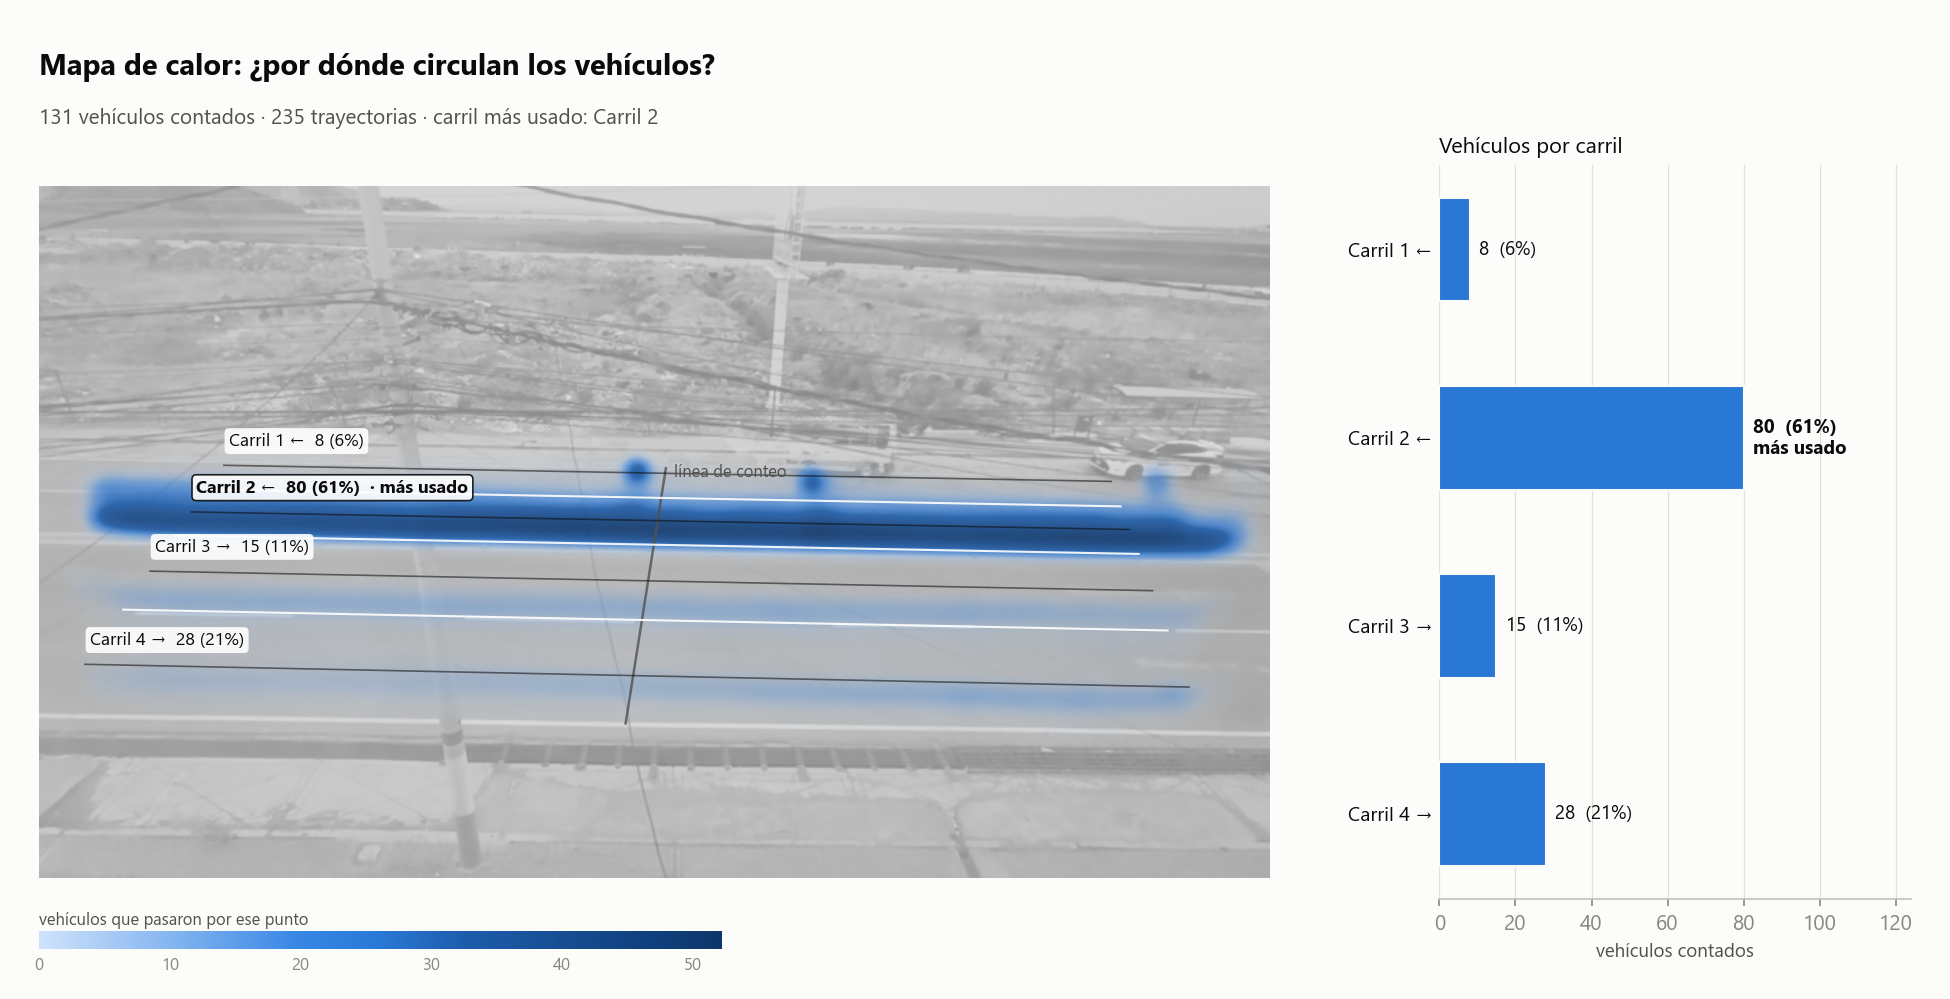 Mapa de calor: ¿por dónde circulan los vehículos?
131 vehículos contados · 235 trayectorias · carril más usado: Carril 2
Carril 1 ← 8 (6%)
línea de conteo
Carril 2 ← 80 (61%) · más usado
Carril 3 → 15 (11%)
Carril 4 → 28 (21%)
vehículos que pasaron por ese punto
0 10 20 30 40 50
Vehículos por carril
Carril 1 ← 8 (6%)
Carril 2 ← 80 (61%)
más usado
Carril 3 → 15 (11%)
Carril 4 → 28 (21%)
0 20 40 60 80 100 120
vehículos contados